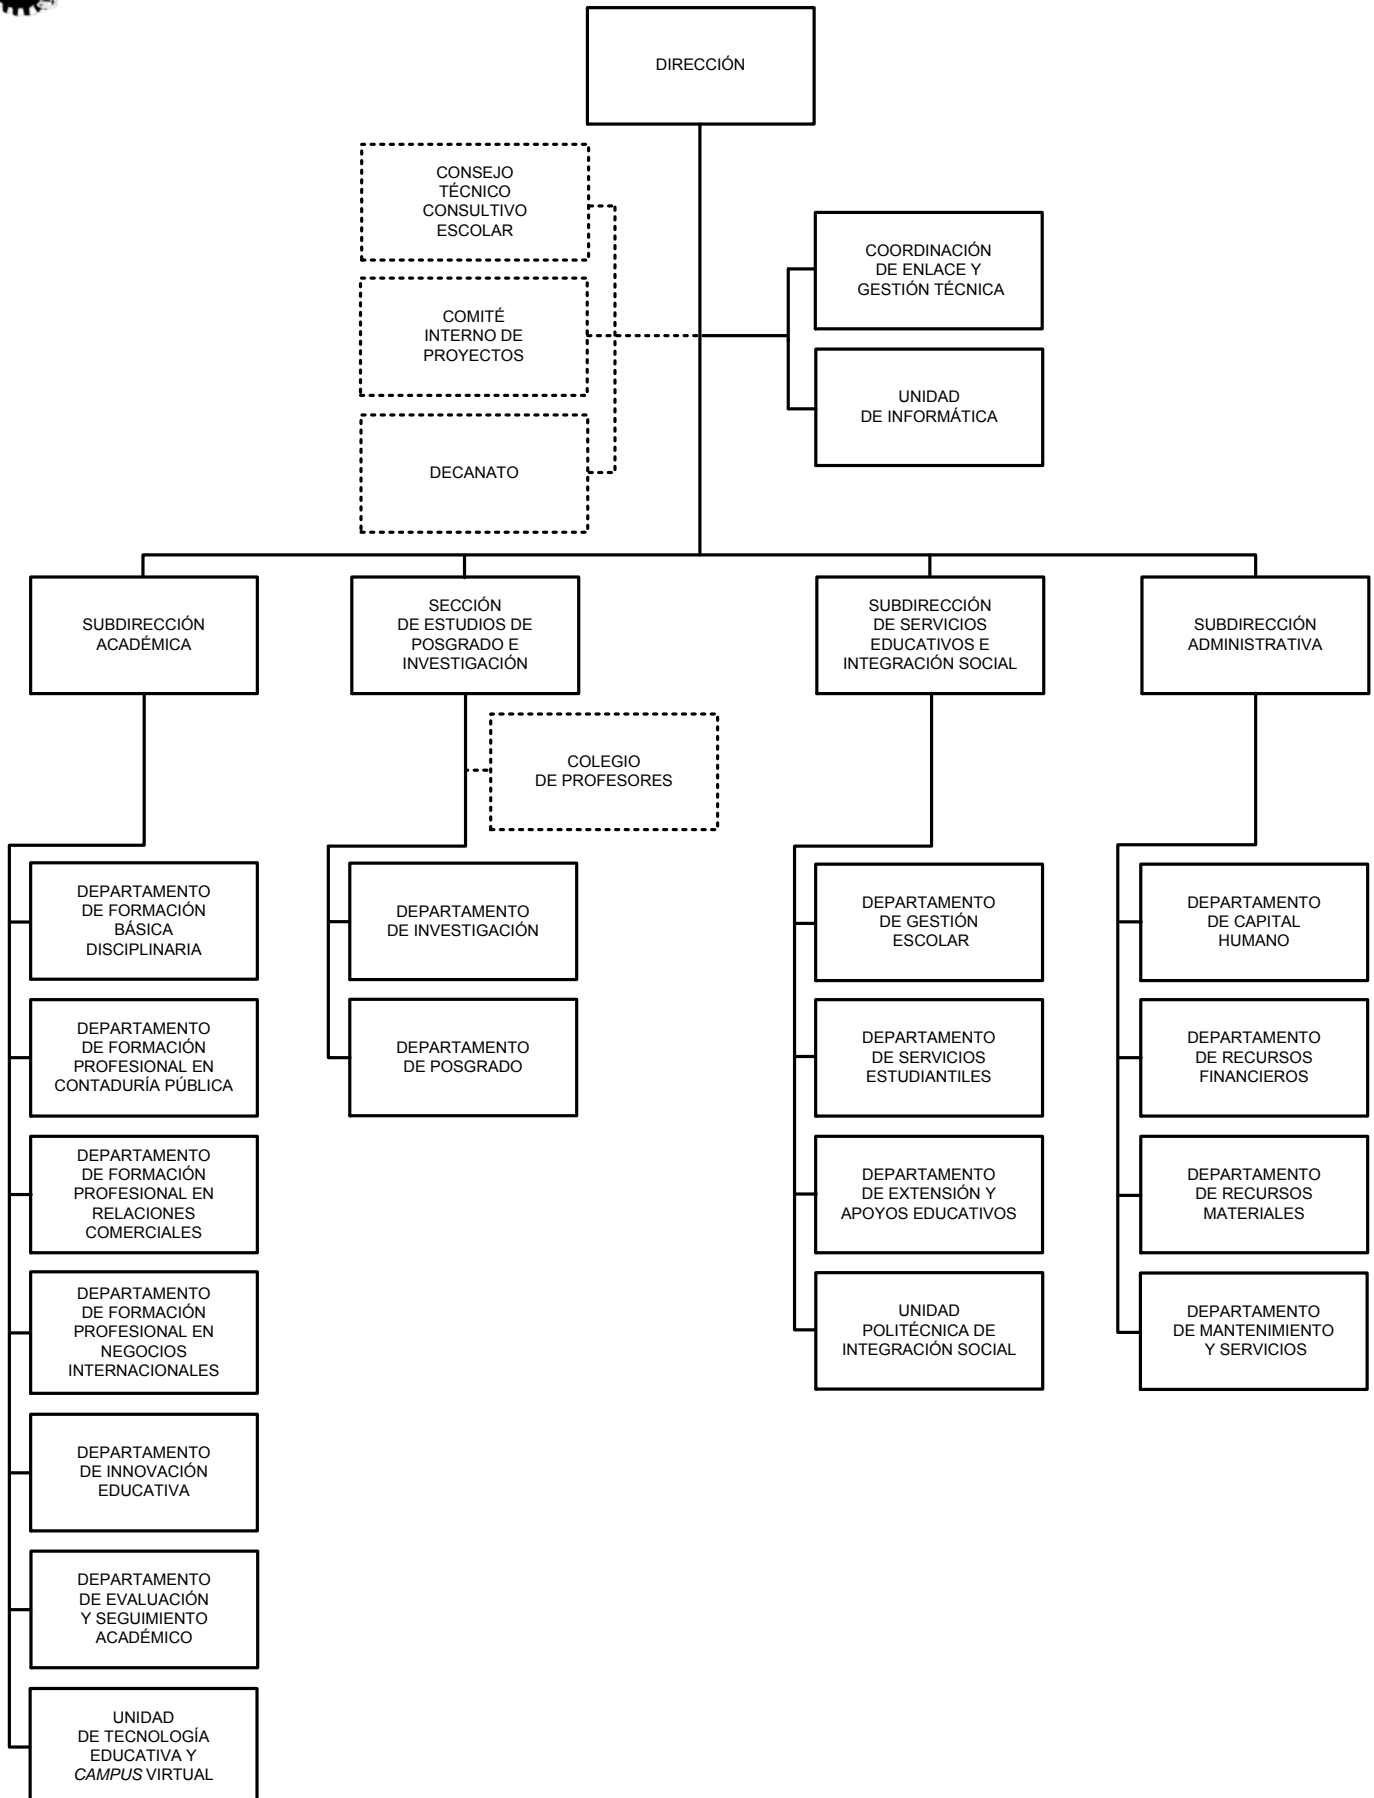 DIRECCIÓN
CONSEJO
TÉCNICO
CONSULTIVO
ESCOLAR
COORDINACIÓN
DE ENLACE Y
GESTIÓN TÉCNICA
COMITÉ
INTERNO DE
PROYECTOS
UNIDAD
DE INFORMÁTICA
DECANATO
SUBDIRECCIÓN
ACADÉMICA
SECCIÓN
DE ESTUDIOS DE
POSGRADO E
INVESTIGACIÓN
SUBDIRECCIÓN
DE SERVICIOS
EDUCATIVOS E
INTEGRACIÓN SOCIAL
SUBDIRECCIÓN
ADMINISTRATIVA
COLEGIO
DE PROFESORES
DEPARTAMENTO
DE FORMACIÓN
BÁSICA
DISCIPLINARIA
DEPARTAMENTO
DE FORMACIÓN
PROFESIONAL EN
CONTADURÍA PÚBLICA
DEPARTAMENTO
DE FORMACIÓN
PROFESIONAL EN
RELACIONES
COMERCIALES
DEPARTAMENTO
DE FORMACIÓN
PROFESIONAL EN
NEGOCIOS
INTERNACIONALES
DEPARTAMENTO
DE INNOVACIÓN
EDUCATIVA
DEPARTAMENTO
DE EVALUACIÓN
Y SEGUIMIENTO
ACADÉMICO
UNIDAD
DE TECNOLOGÍA
EDUCATIVA Y
CAMPUS VIRTUAL
DEPARTAMENTO
DE INVESTIGACIÓN
DEPARTAMENTO
DE POSGRADO
DEPARTAMENTO
DE GESTIÓN
ESCOLAR
DEPARTAMENTO
DE SERVICIOS
ESTUDIANTILES
DEPARTAMENTO
DE EXTENSIÓN Y
APOYOS EDUCATIVOS
UNIDAD
POLITÉCNICA DE
INTEGRACIÓN SOCIAL
DEPARTAMENTO
DE CAPITAL
HUMANO
DEPARTAMENTO
DE RECURSOS
FINANCIEROS
DEPARTAMENTO
DE RECURSOS
MATERIALES
DEPARTAMENTO
DE MANTENIMIENTO
Y SERVICIOS